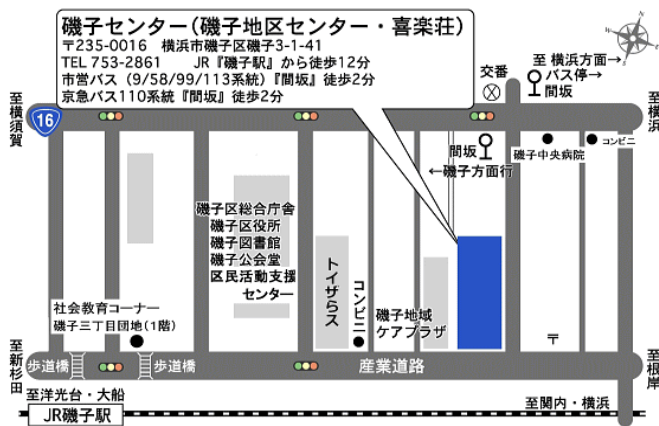 磯子センター(磯子地区センター・喜楽荘)
〒235-0016 横浜市磯子区磯子3-1-41
TEL 753-2861 JR『磯子駅』から徒歩12分
市営バス(9/58/99/113系統)『間坂』徒歩2分
京急バス110系統『間坂』徒歩2分
N
W
E
S
至 横浜方面→
バス停→
間坂
交番
至横須賀
16
至横浜
間坂
←磯子方面行
磯子中央病院
コンビニ
磯子区総合庁舎
磯子区役所
磯子図書館
磯子公会堂
区民活動支援
センター
トイザらス
コンビニ
磯子地域
ケアプラザ
〒
社会教育コーナー
磯子三丁目団地(1階)
至新杉田
歩道橋
歩道橋
産業道路
至根岸
至洋光台・大船
JR磯子駅
至関内・横浜